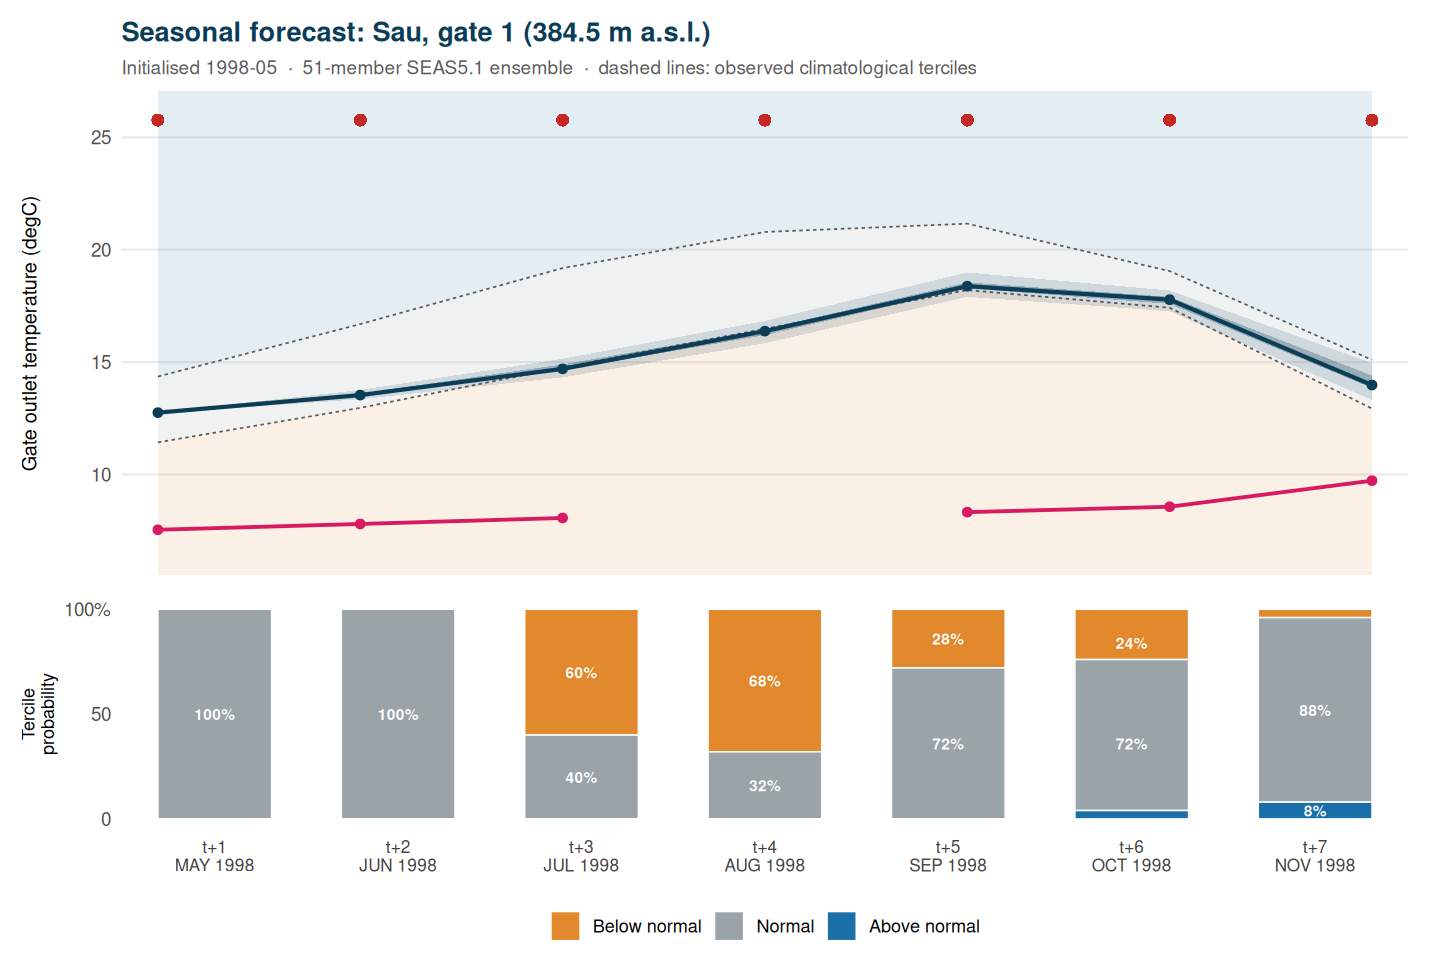 Seasonal forecast: Sau, gate 1 (384.5 m a.s.l.)
Initialised 1998-05 · 51-member SEAS5.1 ensemble · dashed lines: observed climatological terciles
Gate outlet temperature (degC)
25
20
15
10
Tercile
probability
100%
50
0
100%
100%
60%
40%
68%
32%
28%
72%
24%
72%
88%
8%
t+1
MAY 1998
t+2
JUN 1998
t+3
JUL 1998
t+4
AUG 1998
t+5
SEP 1998
t+6
OCT 1998
t+7
NOV 1998
Below normal
Normal
Above normal